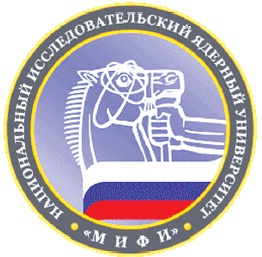 НАЦИОНАЛЬНЫЙ ИССЛЕДОВАТЕЛЬСКИЙ ЯДЕРНЫЙ УНИВЕРСИТЕТ
«МИФИ»